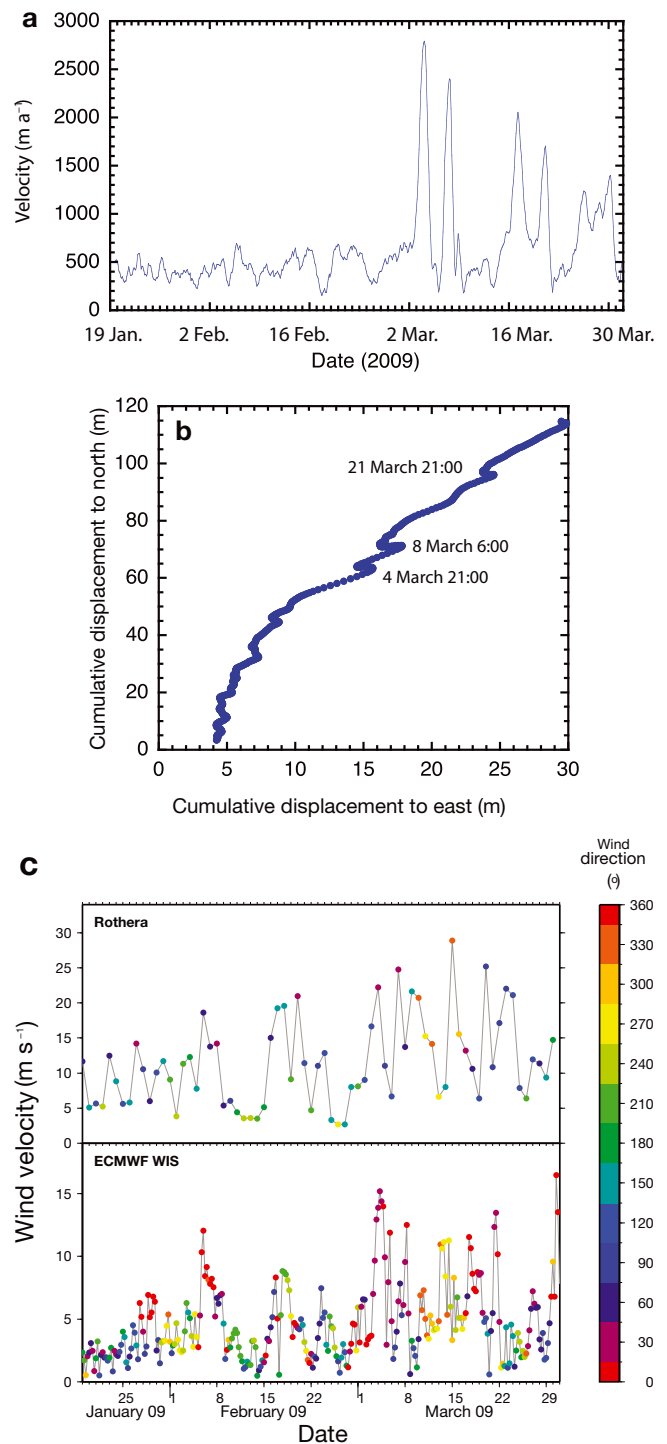 a
3000
2500
2000
1500
1000
500
0
Velocity (m a⁻¹)
19 Jan. 2 Feb. 16 Feb. 2 Mar. 16 Mar. 30 Mar.
Date (2009)
b
120
100
80
60
40
20
0
Cumulative displacement to north (m)
21 March 21:00
8 March 6:00
4 March 21:00
0 5 10 15 20 25 30
Cumulative displacement to east (m)
c
Wind
direction
(º)
Rothera
30
25
20
15
10
5
0
ECMWF WIS
15
10
5
0
Wind velocity (m s⁻¹)
360
330
300
270
240
210
180
150
120
90
60
30
0
25 1 8 15 22 1 8 15 22 29
January 09 February 09 March 09
Date